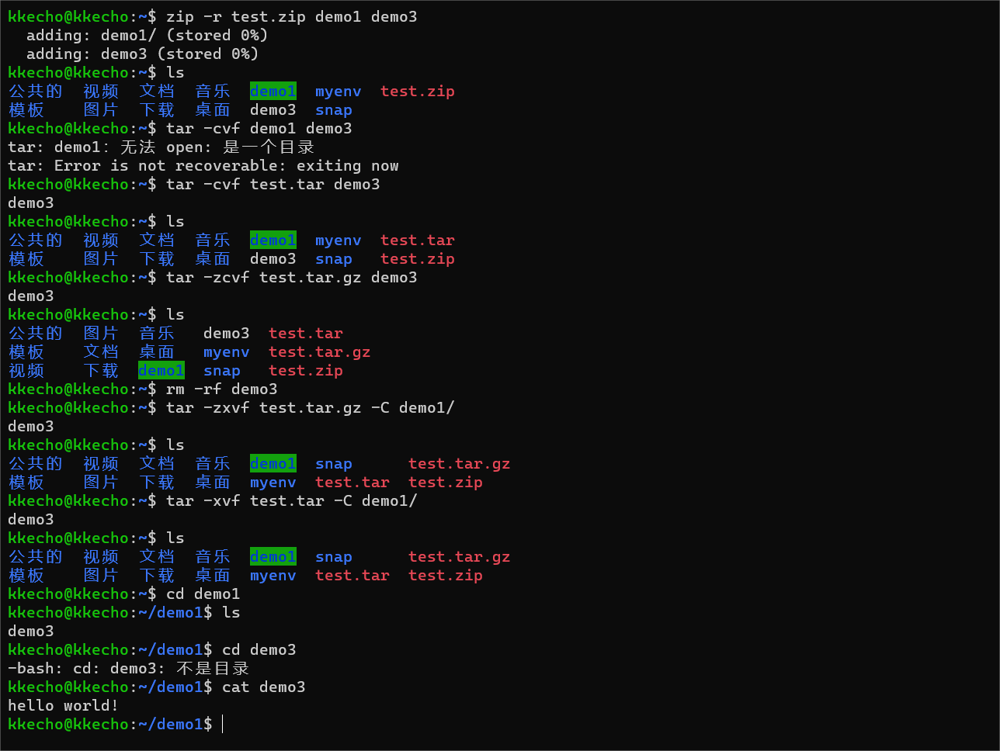 kkecho@kkecho:~$ zip -r test.zip demo1 demo3
  adding: demo1/ (stored 0%)
  adding: demo3 (stored 0%)
kkecho@kkecho:~$ ls
公共的  视频  文档  音乐  demo1  myenv  test.zip
模板    图片  下载  桌面  demo3  snap
kkecho@kkecho:~$ tar -cvf demo1 demo3
tar: demo1: 无法 open: 是一个目录
tar: Error is not recoverable: exiting now
kkecho@kkecho:~$ tar -cvf test.tar demo3
demo3
kkecho@kkecho:~$ ls
公共的  视频  文档  音乐  demo1  myenv  test.tar
模板    图片  下载  桌面  demo3  snap   test.zip
kkecho@kkecho:~$ tar -zcvf test.tar.gz demo3
demo3
kkecho@kkecho:~$ ls
公共的  图片  音乐   demo3  test.tar
模板    文档  桌面   myenv  test.tar.gz
视频    下载  demo1  snap   test.zip
kkecho@kkecho:~$ rm -rf demo3
kkecho@kkecho:~$ tar -zxvf test.tar.gz -C demo1/
demo3
kkecho@kkecho:~$ ls
公共的  视频  文档  音乐  demo1  snap      test.tar.gz
模板    图片  下载  桌面  myenv  test.tar  test.zip
kkecho@kkecho:~$ tar -xvf test.tar -C demo1/
demo3
kkecho@kkecho:~$ ls
公共的  视频  文档  音乐  demo1  snap      test.tar.gz
模板    图片  下载  桌面  myenv  test.tar  test.zip
kkecho@kkecho:~$ cd demo1
kkecho@kkecho:~/demo1$ ls
demo3
kkecho@kkecho:~/demo1$ cd demo3
-bash: cd: demo3: 不是目录
kkecho@kkecho:~/demo1$ cat demo3
hello world!
kkecho@kkecho:~/demo1$